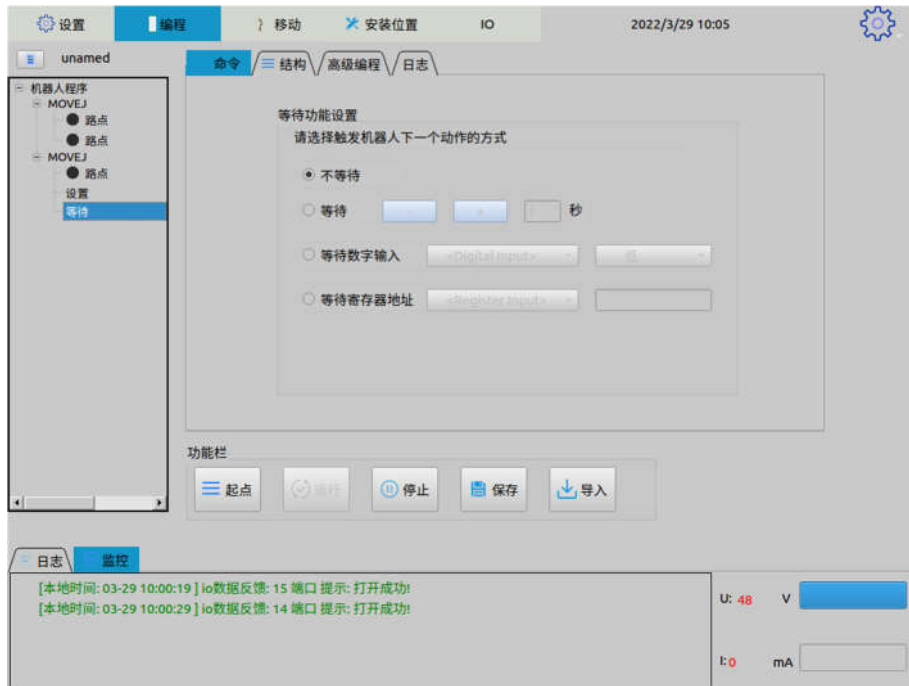 设置 编程 移动 安装位置 IO 2022/3/29 10:05
unamed
命令 结构 高级编程 日志
机器人程序
MOVEJ
路点
路点
MOVEJ
路点
设置
等待
等待功能设置
请选择触发机器人下一个动作的方式
不等待
等待 - + 秒
等待数字输入 <Digital Input> 低
等待寄存器地址 <Register Input>
功能栏
起点 运行 停止 保存 导入
日志 监控
[本地时间: 03-29 10:00:19 ] io数据反馈: 15 端口 提示: 打开成功!
[本地时间: 03-29 10:00:29 ] io数据反馈: 14 端口 提示: 打开成功!
U: 48 V
I: 0 mA